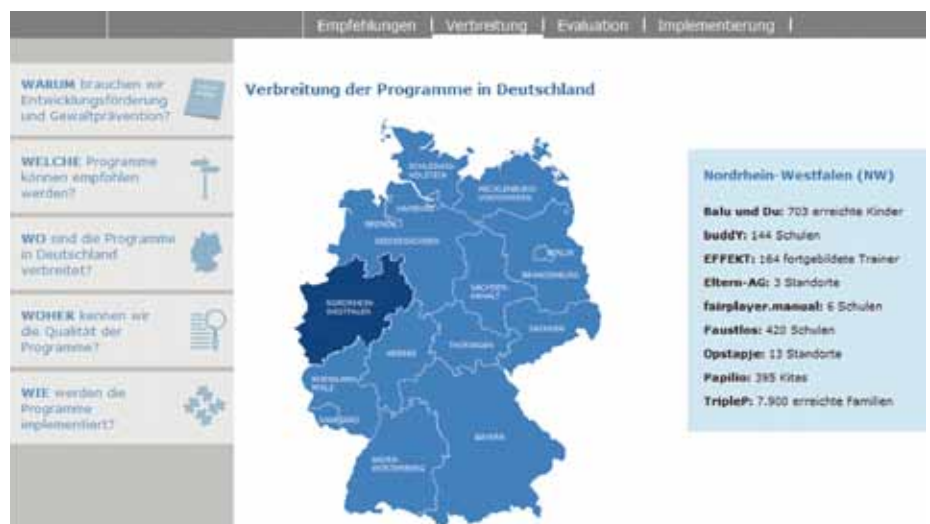 Empfehlungen | Verbreitung | Evaluation | Implementierung |
WARUM brauchen wir
Entwicklungsförderung
und Gewaltprävention?
WELCHE Programme
können empfohlen
werden?
WO sind die Programme
in Deutschland
verbreitet?
WOHER kennen wir
die Qualität der
Programme?
WIE werden die
Programme
implementiert?
Verbreitung der Programme in Deutschland
SCHLESWIG-
HOLSTEIN
MECKLENBURG-
VORPOMMERN
HAMBURG
BREMEN
NIEDERSACHSEN
BERLIN
BRANDENBURG
SACHSEN-
ANHALT
NORDRHEIN-
WESTFALEN
SACHSEN
THÜRINGEN
HESSEN
RHEINLAND-
PFALZ
SAARLAND
BAYERN
BADEN-
WÜRTTEMBERG
Nordrhein-Westfalen (NW)
Balu und Du: 703 erreichte Kinder
buddY: 144 Schulen
EFFEKT: 164 fortgebildete Trainer
Eltern-AG: 3 Standorte
fairplayer.manual: 6 Schulen
Faustlos: 420 Schulen
Opstapje: 13 Standorte
Papilio: 395 Kitas
TripleP: 7.900 erreichte Familien